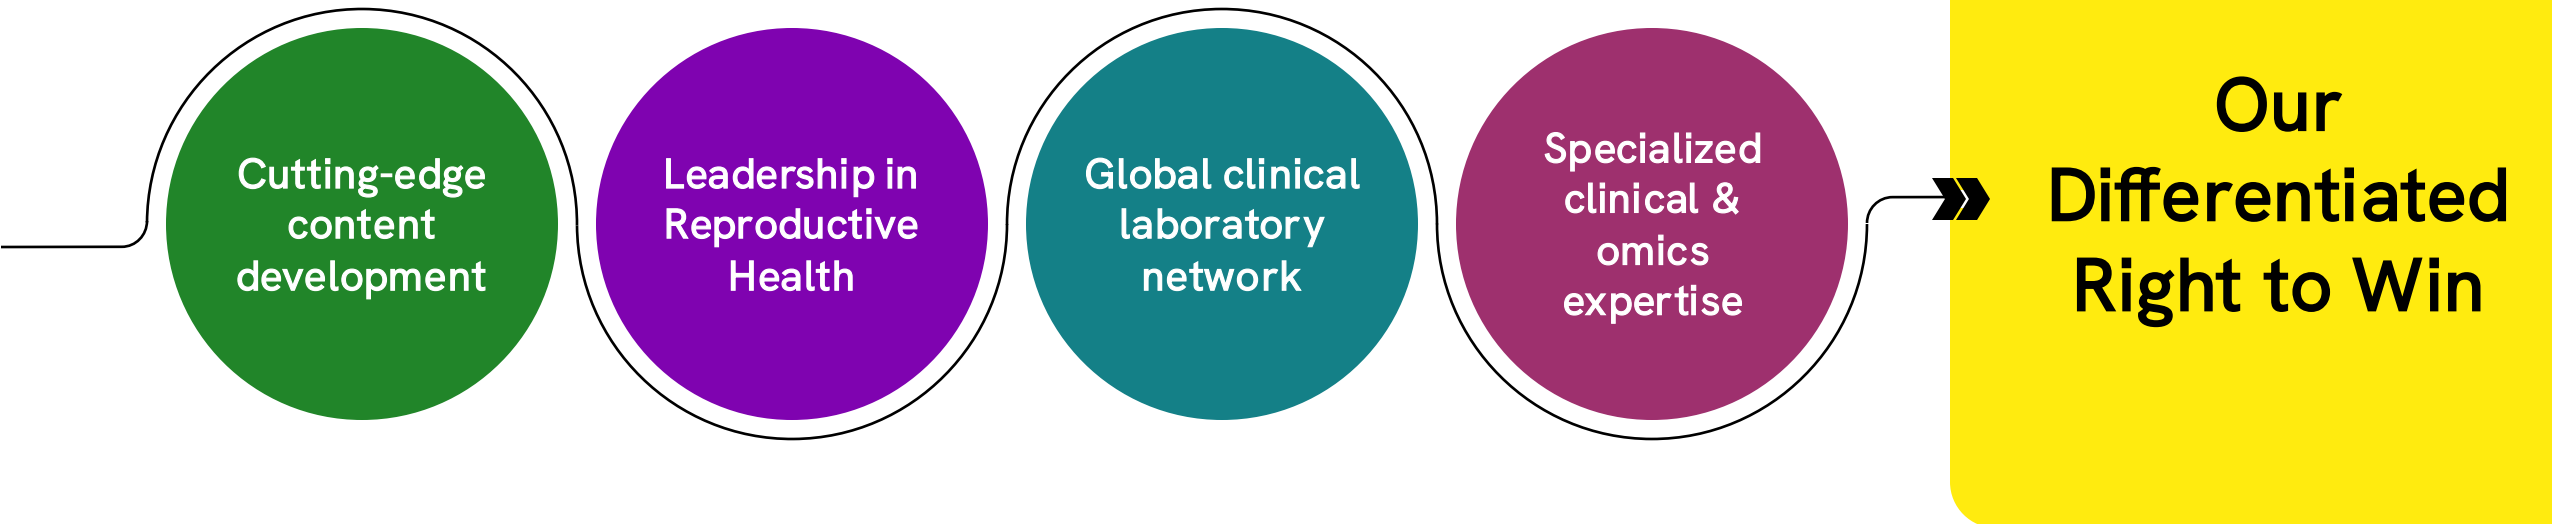 Cutting-edge
content
development
Leadership in
Reproductive
Health
Global clinical
laboratory
network
Specialized
clinical &
omics
expertise
Our
Differentiated
Right to Win